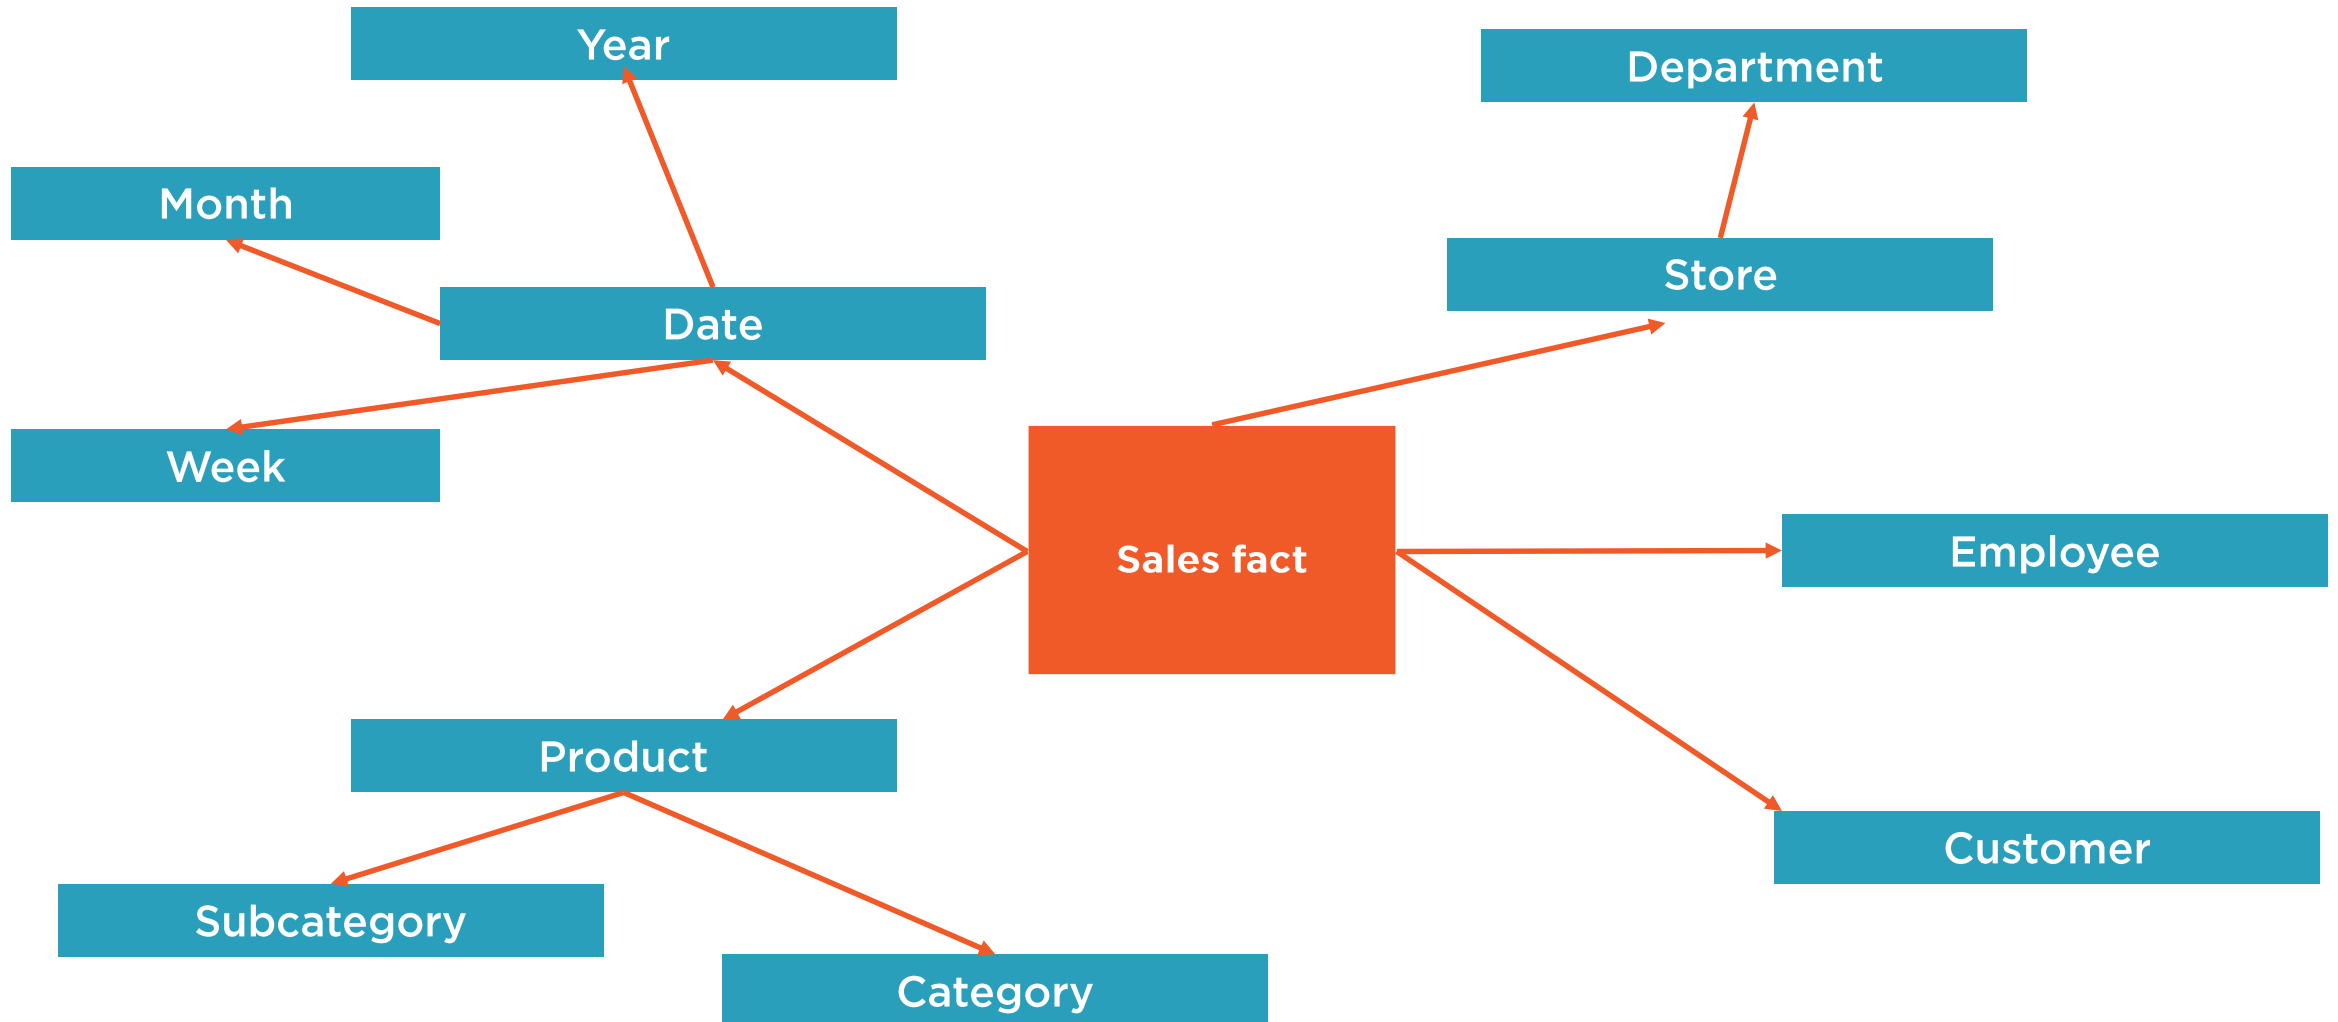 Year
Department
Month
Store
Date
Week
Sales fact
Employee
Product
Customer
Subcategory
Category